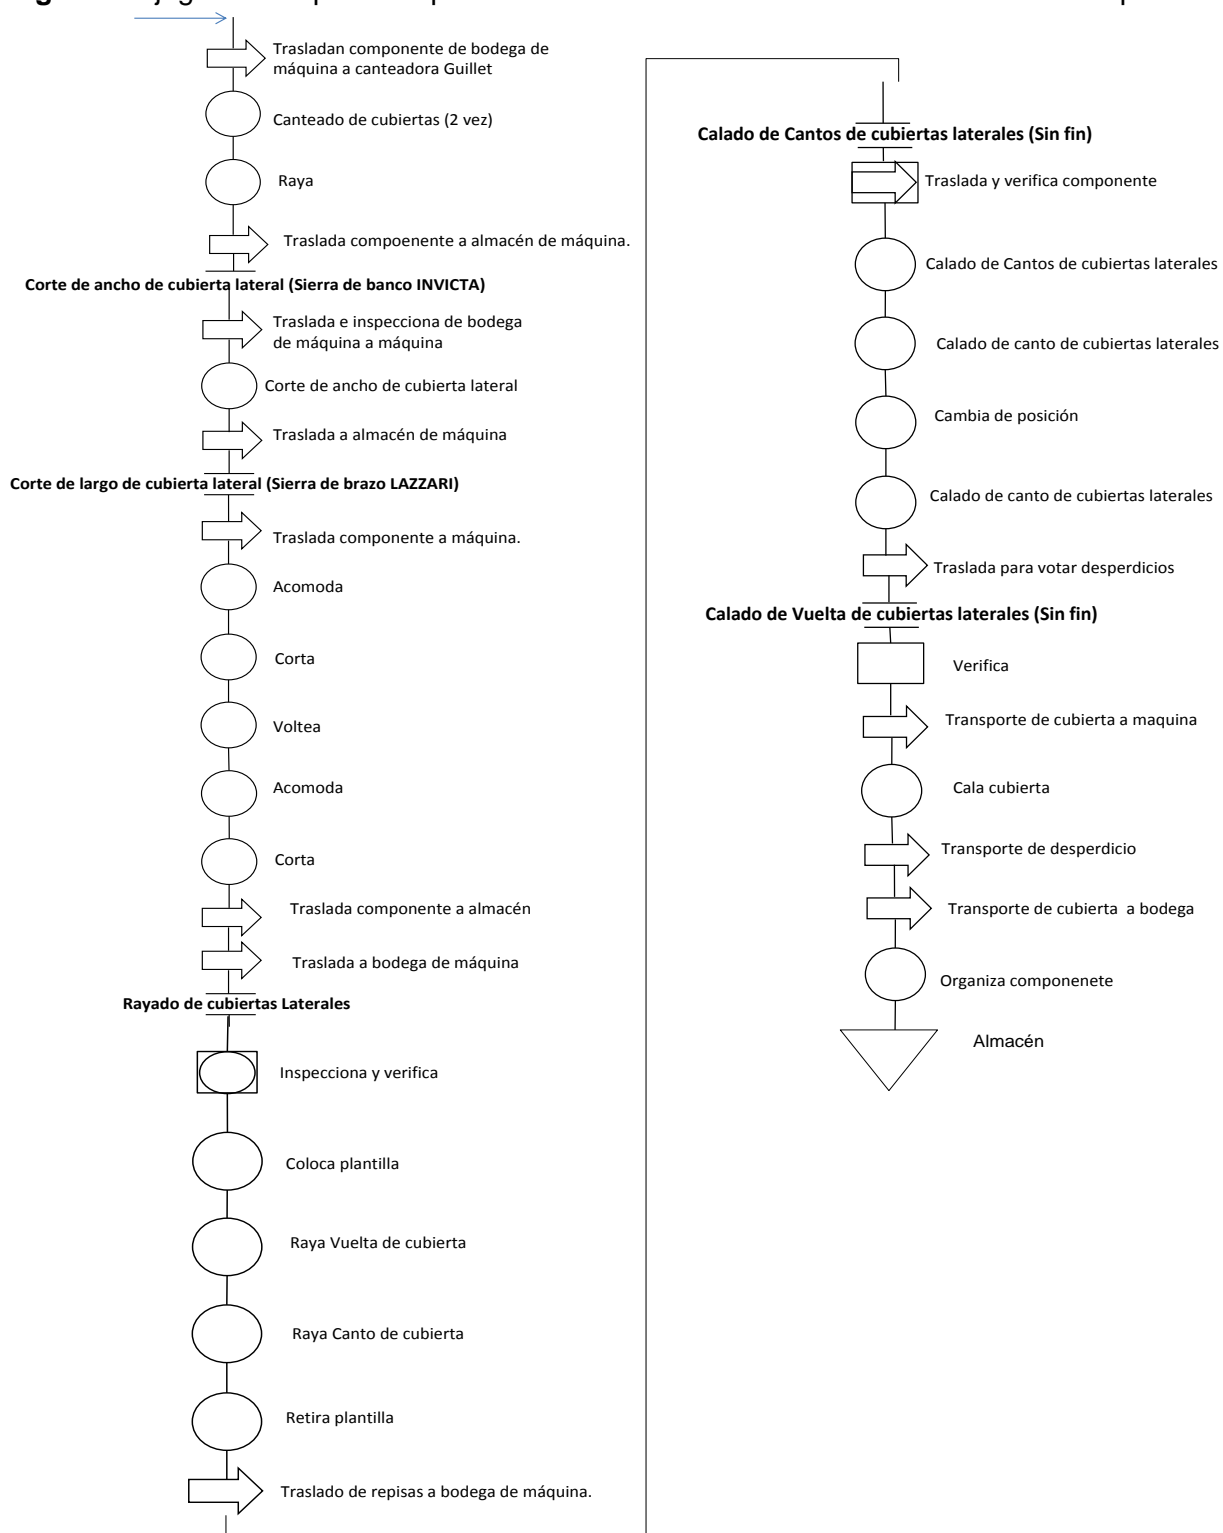 Trasladan componente de bodega de
máquina a canteadora Guillet
Canteado de cubiertas (2 vez)
Raya
Traslada compoenente a almacén de máquina.
Corte de ancho de cubierta lateral (Sierra de banco INVICTA)
Traslada e inspecciona de bodega
de máquina a máquina
Corte de ancho de cubierta lateral
Traslada a almacén de máquina
Corte de largo de cubierta lateral (Sierra de brazo LAZZARI)
Traslada componente a máquina.
Acomoda
Corta
Voltea
Acomoda
Corta
Traslada componente a almacén
Traslada a bodega de máquina
Rayado de cubiertas Laterales
Inspecciona y verifica
Coloca plantilla
Raya Vuelta de cubierta
Raya Canto de cubierta
Retira plantilla
Traslado de repisas a bodega de máquina.
Calado de Cantos de cubiertas laterales (Sin fin)
Traslada y verifica componente
Calado de Cantos de cubiertas laterales
Calado de canto de cubiertas laterales
Cambia de posición
Calado de canto de cubiertas laterales
Traslada para votar desperdicios
Calado de Vuelta de cubiertas laterales (Sin fin)
Verifica
Transporte de cubierta a maquina
Cala cubierta
Transporte de desperdicio
Transporte de cubierta a bodega
Organiza componenete
Almacén